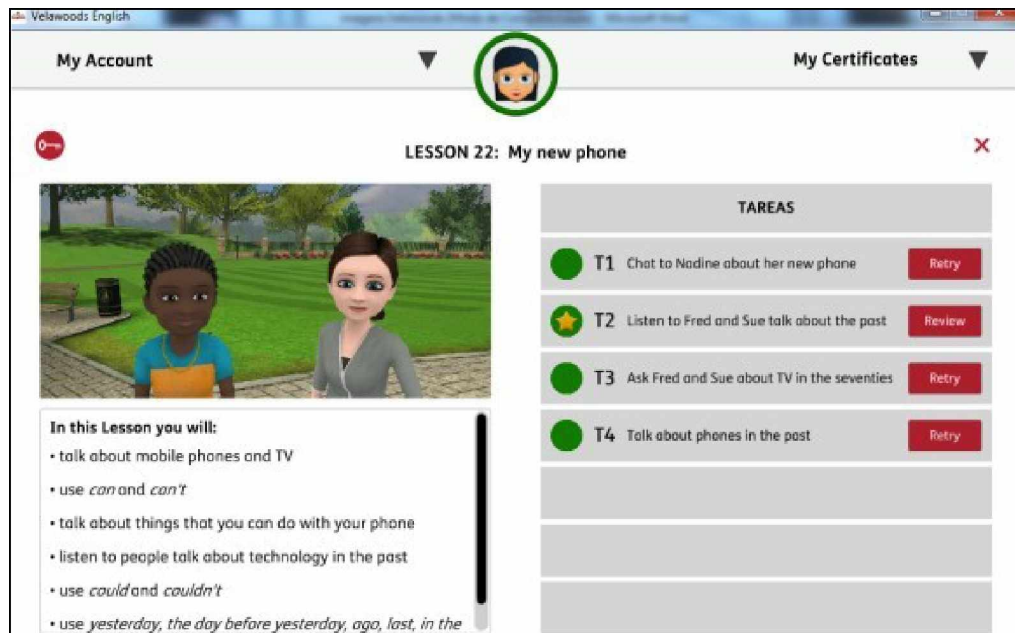 Velawoods English
My Account
My Certificates
LESSON 22: My new phone
In this Lesson you will:
• talk about mobile phones and TV
• use can and can't
• talk about things that you can do with your phone
• listen to people talk about technology in the past
• use could and couldn't
• use yesterday, the day before yesterday, ago, last, in the
TAREAS
T1 Chat to Nadine about her new phone Retry
T2 Listen to Fred and Sue talk about the past Review
T3 Ask Fred and Sue about TV in the seventies Retry
T4 Talk about phones in the past Retry